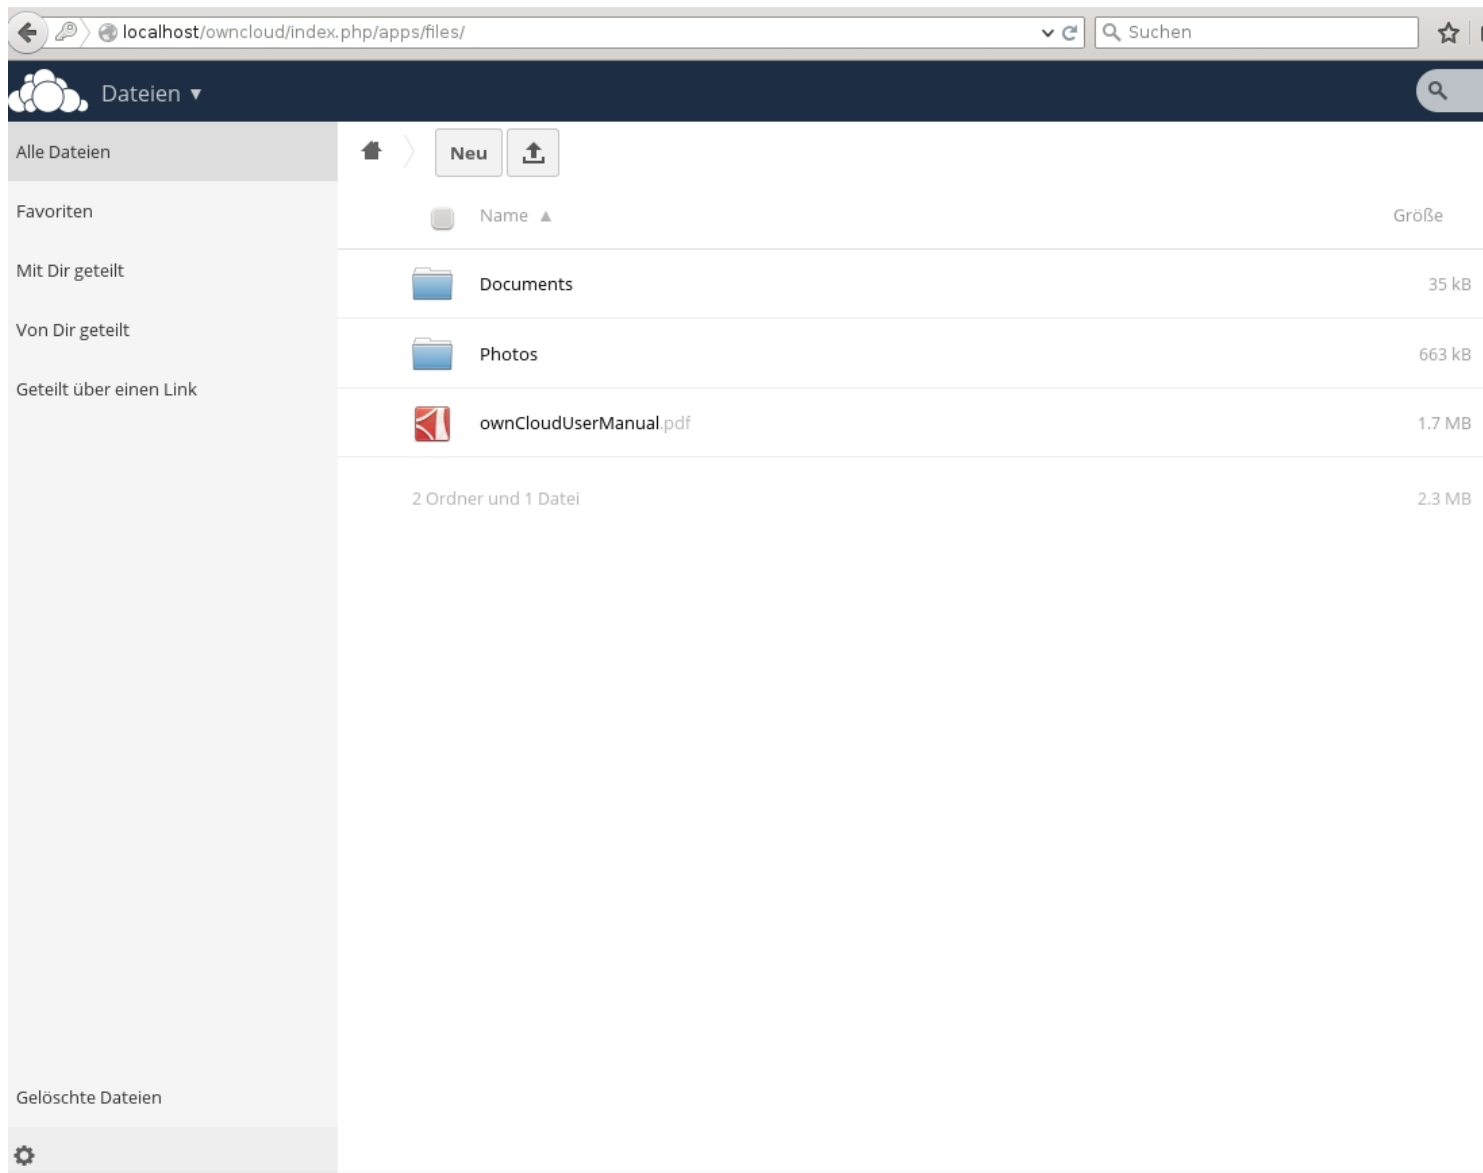 localhost/owncloud/index.php/apps/files/
Suchen
Dateien ▼
Alle Dateien
Favoriten
Mit Dir geteilt
Von Dir geteilt
Geteilt über einen Link
Gelöschte Dateien
Neu
Name ▲ Größe
Documents 35 kB
Photos 663 kB
ownCloudUserManual.pdf 1.7 MB
2 Ordner und 1 Datei 2.3 MB